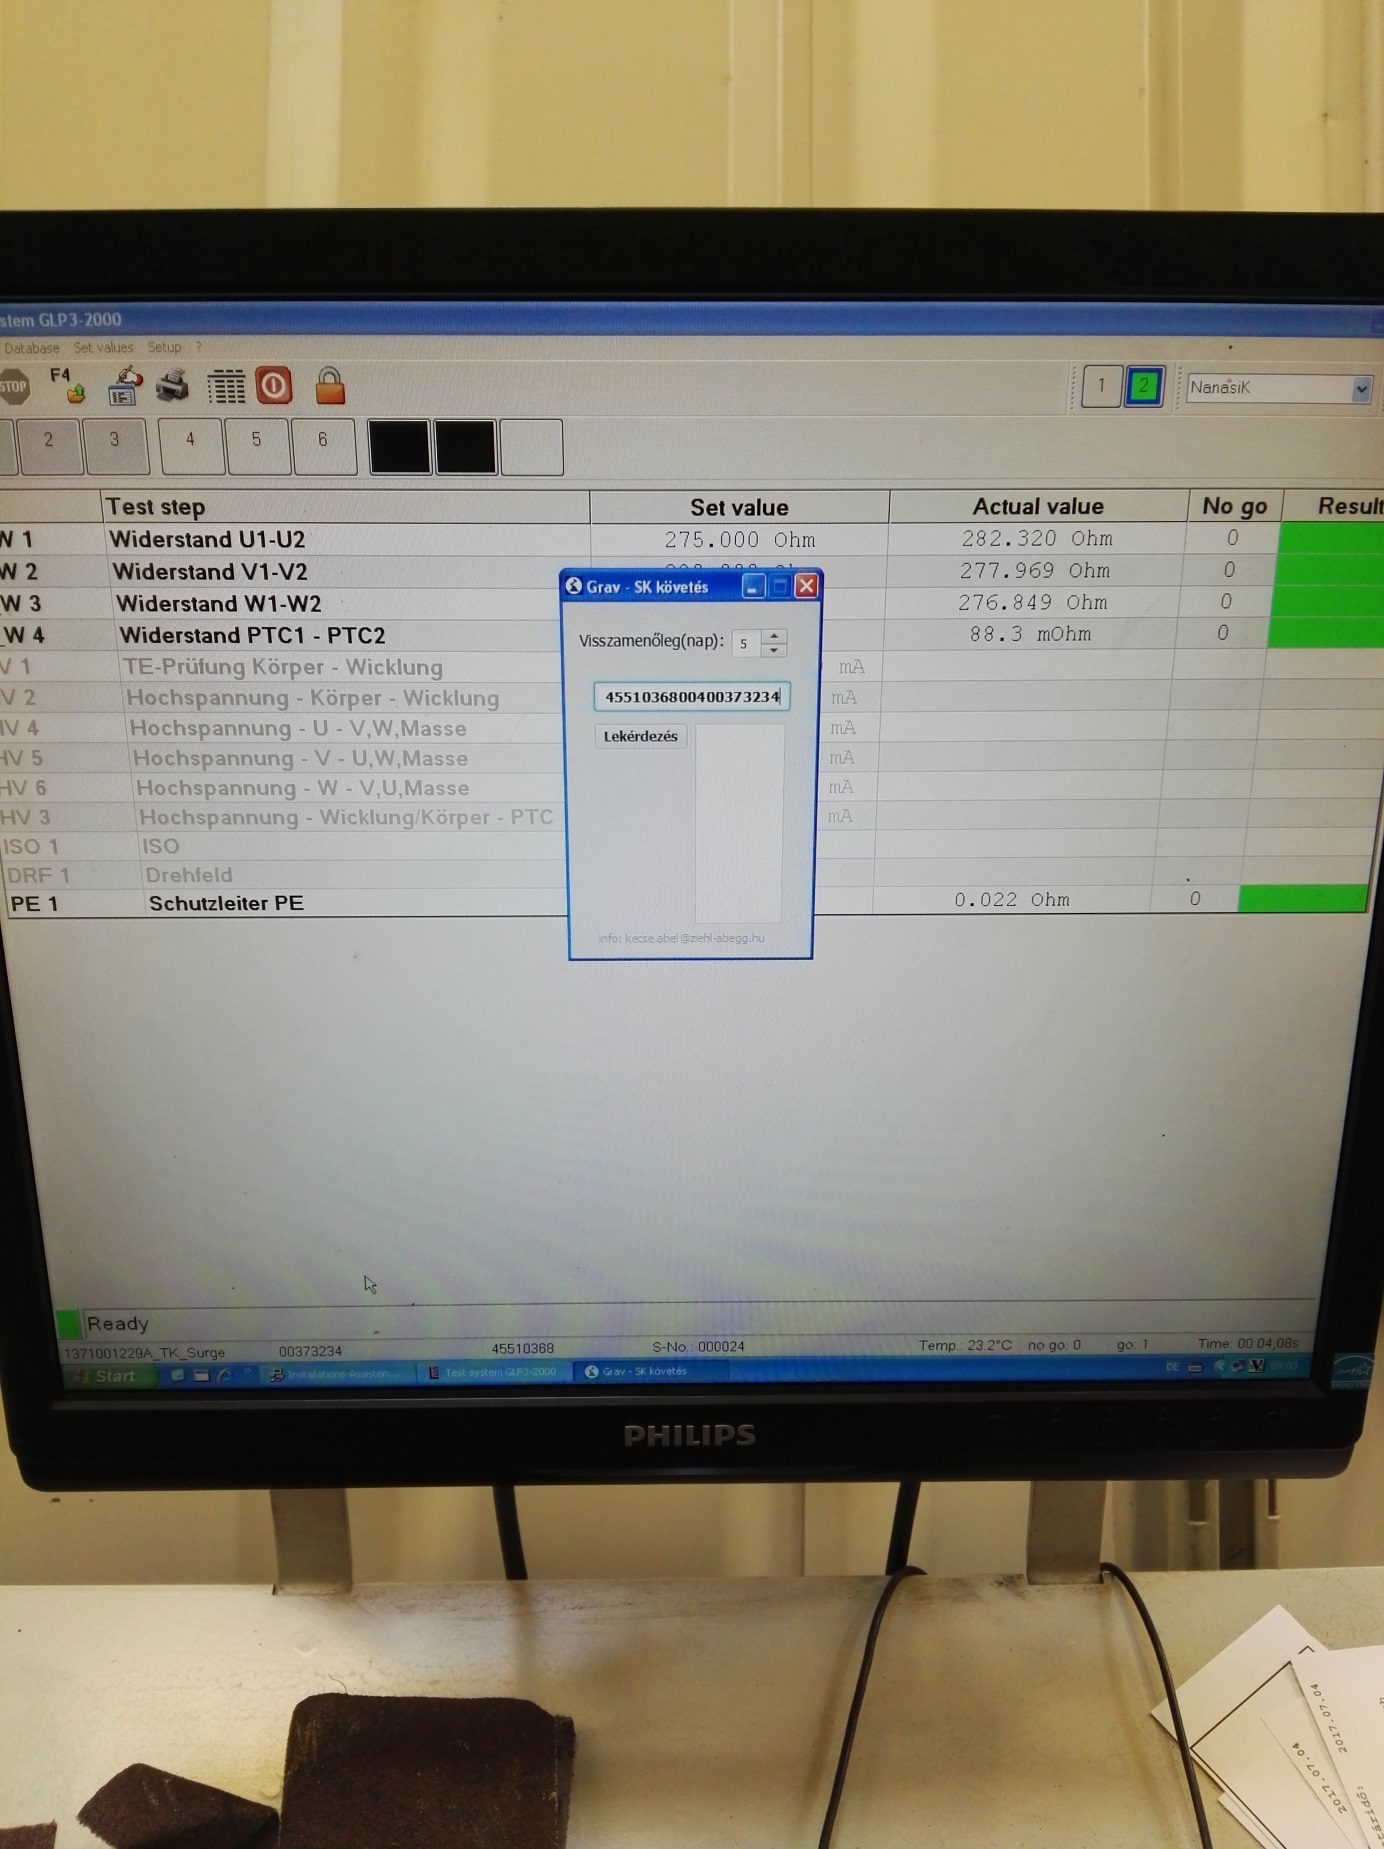 stem GLP3-2000
Database Set values Setup ?
STOP F4
1 2 NanásiK
2 3 4 5 6
Test step Set value Actual value No go Result
W 1 Widerstand U1-U2 275.000 Ohm 282.320 Ohm 0
W 2 Widerstand V1-V2 277.969 Ohm 0
W 3 Widerstand W1-W2 276.849 Ohm 0
W 4 Widerstand PTC1 - PTC2 88.3 mOhm 0
V 1 TE-Prüfung Körper - Wicklung mA
V 2 Hochspannung - Körper - Wicklung mA
HV 4 Hochspannung - U - V,W,Masse mA
HV 5 Hochspannung - V - U,W,Masse mA
HV 6 Hochspannung - W - V,U,Masse mA
HV 3 Hochspannung - Wicklung/Körper - PTC mA
ISO 1 ISO
DRF 1 Drehfeld
PE 1 Schutzleiter PE 0.022 Ohm 0
Grav - SK követés
Visszamenőleg(nap): 5
4551036800400373234
Lekérdezés
info: kecse.abel@ziehl-abegg.hu
Ready
1371001229A_TK_Surge 00373234 45510368 S-No.: 000024 Temp.: 23.2°C no go: 0 go: 1 Time: 00:04,08s
Start Installations-Assisten... Test system GLP3-2000 Grav - SK követés DE 09:03
PHILIPS
2017.07.04
2017.07.04